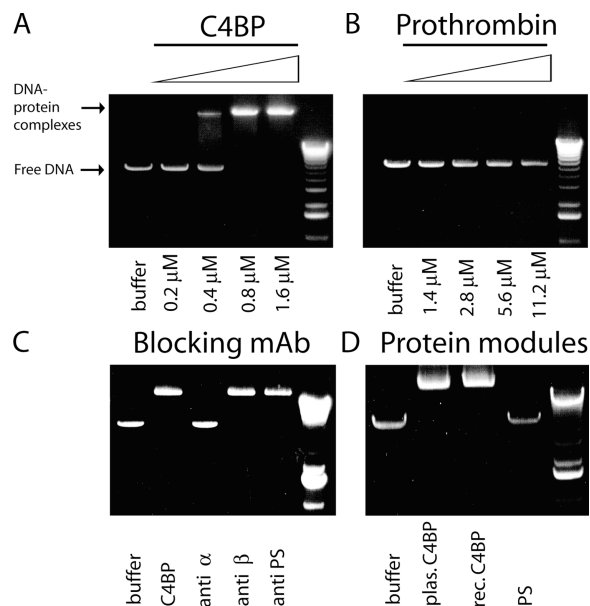 A
C4BP
B
Prothrombin
DNA-
protein
complexes
Free DNA
buffer
0.2 µM
0.4 µM
0.8 µM
1.6 µM
buffer
1.4 µM
2.8 µM
5.6 µM
11.2 µM
C
Blocking mAb
D
Protein modules
buffer
C4BP
anti α
anti β
anti PS
buffer
plas. C4BP
rec. C4BP
PS